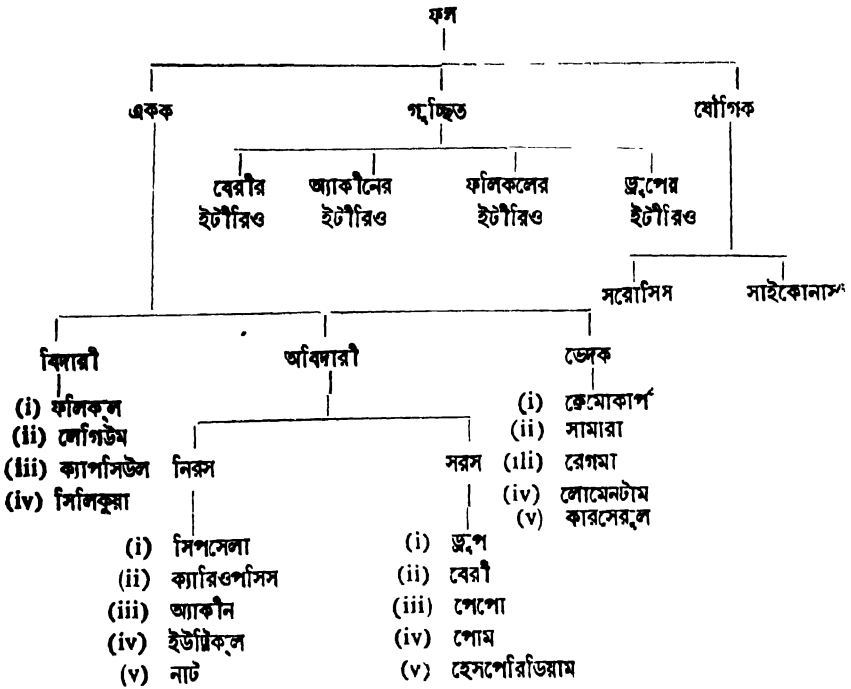 ফল
একক গুচ্ছিত যৌগিক
বেরীর ইটীরিও
অ্যাকীনের ইটীরিও
ফলিকলের ইটীরিও
ড্রুপের ইটীরিও
সরোসিস সাইকোনাস
বিদারী অবিদারী ভেদক
(i) ফলিকল
(ii) লেগিউম
(iii) ক্যাপসিউল
(iv) সিলিকুয়া
নিরস সরস
(i) ক্রেমোকার্প
(ii) সামারা
(iii) রেগমা
(iv) লোমেনটাম
(v) কারসেরুল
(i) সিপসেলা
(ii) ক্যারিওপসিস
(iii) অ্যাকীন
(iv) ইউট্রিকল
(v) নাট
(i) ড্রুপ
(ii) বেরী
(iii) পেপো
(iv) পোম
(v) হেসপেরিডিয়াম